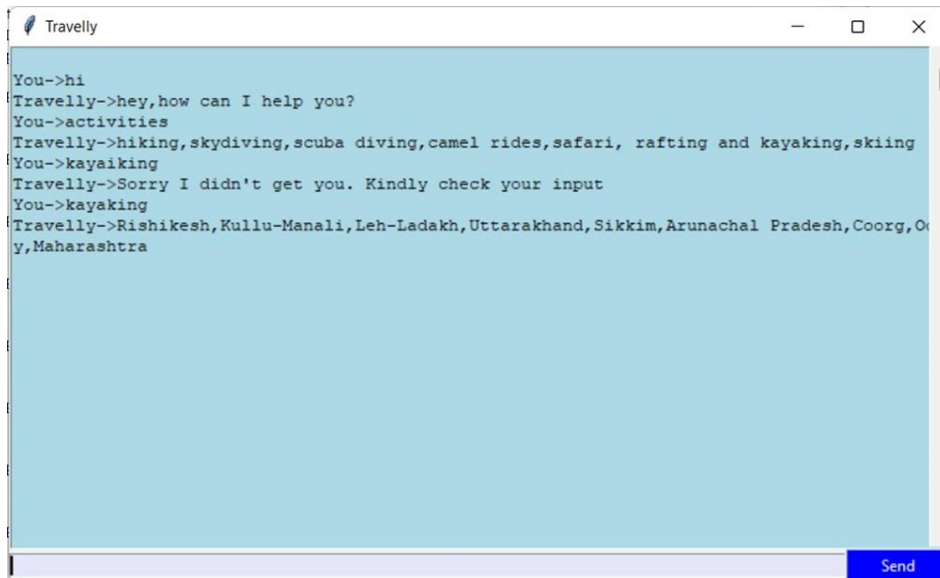 Travelly
You->hi
Travelly->hey,how can I help you?
You->activities
Travelly->hiking,skydiving,scuba diving,camel rides,safari, rafting and kayaking,skiing
You->kayaiking
Travelly->Sorry I didn't get you. Kindly check your input
You->kayaking
Travelly->Rishikesh,Kullu-Manali,Leh-Ladakh,Uttarakhand,Sikkim,Arunachal Pradesh,Coorg,
y,Maharashtra
Send